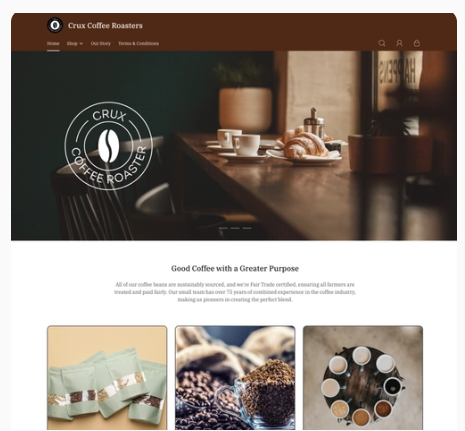 Crux Coffee Roasters
Home Shop Our Story Terms & Conditions
CRUX
COFFEE ROASTER
Good Coffee with a Greater Purpose
All of our coffee beans are sustainably sourced, and we're Fair Trade certified, ensuring all farmers are
treated and paid fairly. Our small team has over 75 years of combined experience in the coffee industry,
making us pioneers in creating the perfect blend.